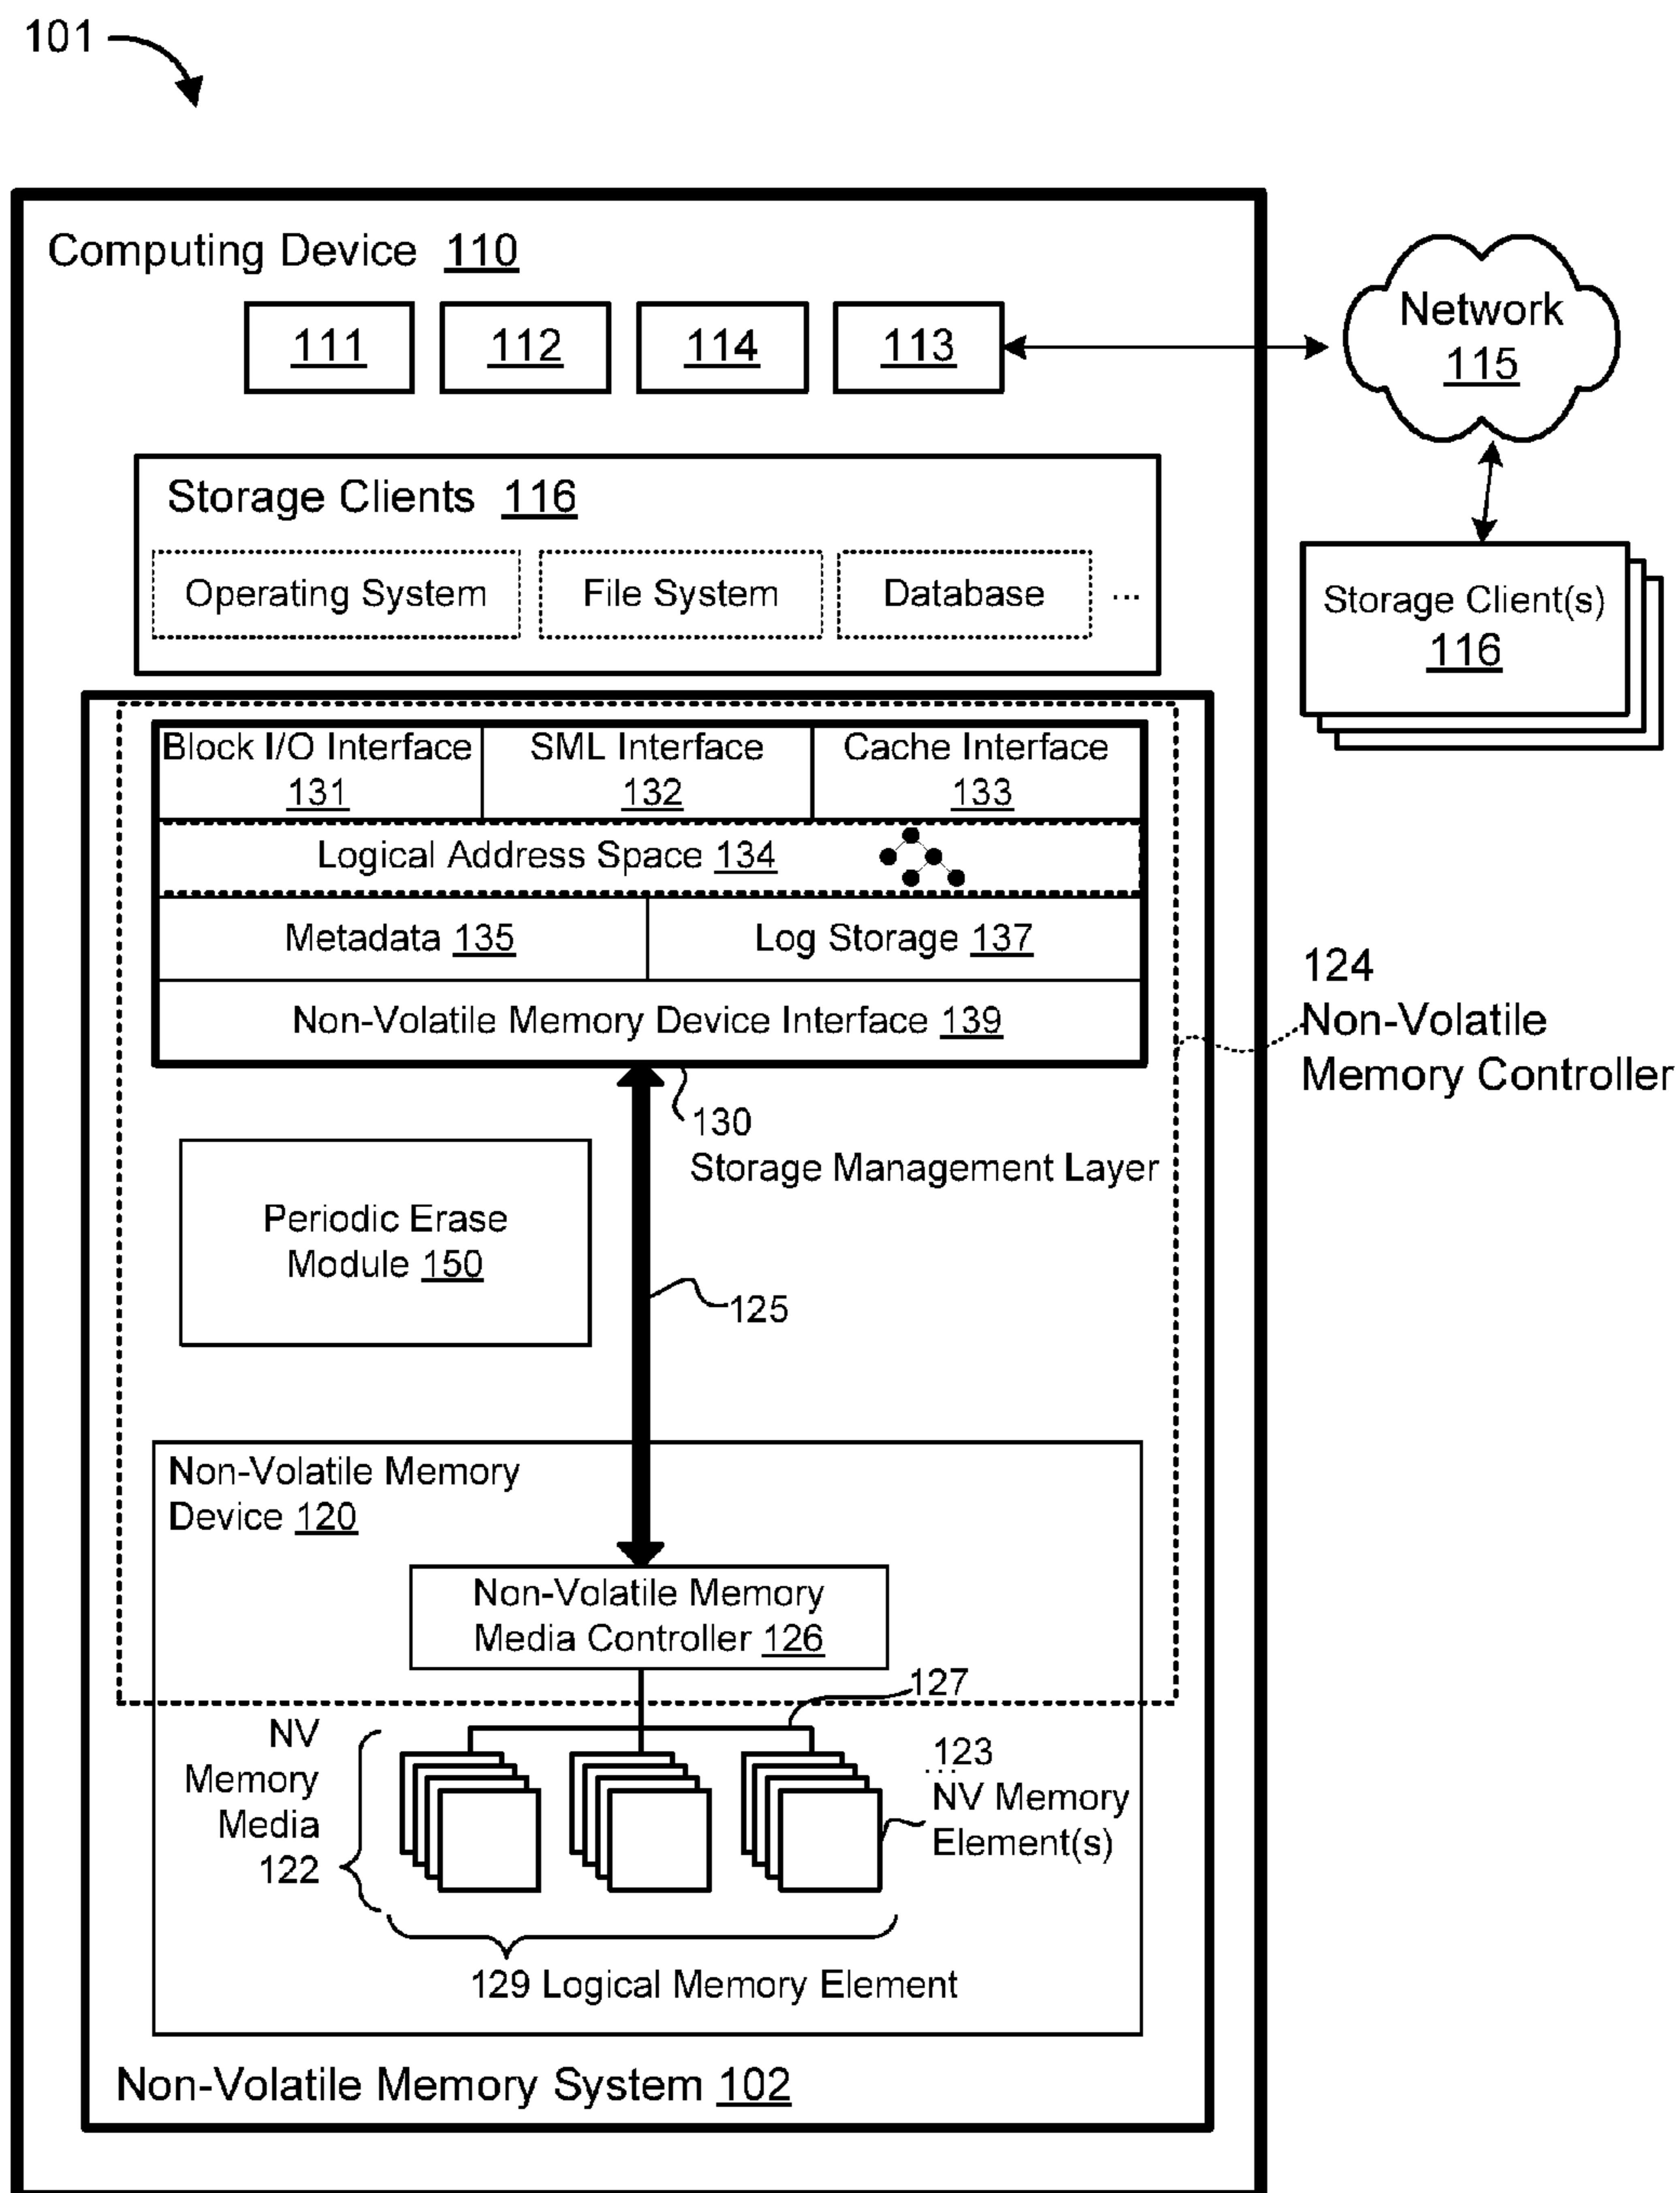 101
Computing Device 110
111 112 114 113
Network
115
Storage Clients 116
Operating System File System Database ...
Storage Client(s)
116
Block I/O Interface
131
SML Interface
132
Cache Interface
133
Logical Address Space 134
Metadata 135 Log Storage 137
Non-Volatile Memory Device Interface 139
124
Non-Volatile
Memory Controller
130
Storage Management Layer
Periodic Erase
Module 150
125
Non-Volatile Memory
Device 120
Non-Volatile Memory
Media Controller 126
127
NV
Memory
Media
122
...
123
NV Memory
Element(s)
129 Logical Memory Element
Non-Volatile Memory System 102